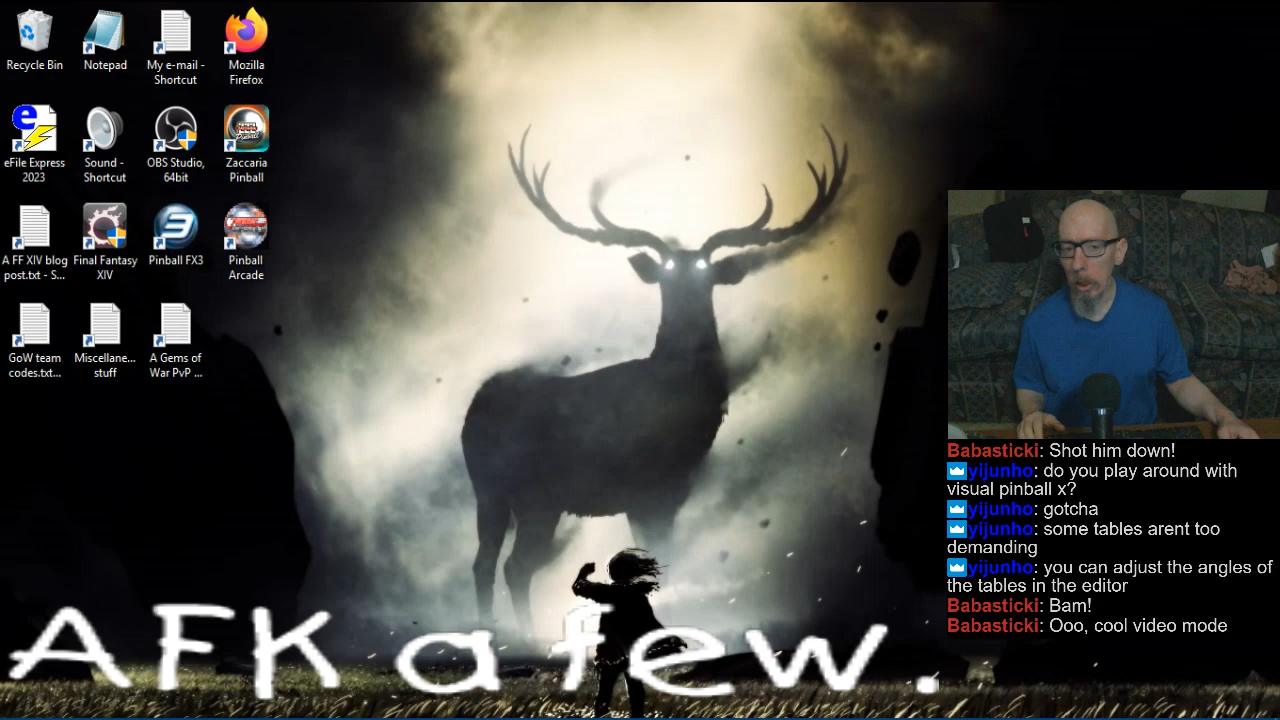 Recycle Bin
Notepad
My e-mail -
Shortcut
Mozilla
Firefox
eFile Express
2023
Sound -
Shortcut
OBS Studio,
64bit
Zaccaria
Pinball
A FF XIV blog
post.txt - S...
Final Fantasy
XIV
Pinball FX3
Pinball
Arcade
GoW team
codes.txt...
Miscellane...
stuff
A Gems of
War PvP ...
AFK a few.
Babasticki: Shot him down!
yijunho: do you play around with
visual pinball x?
yijunho: gotcha
yijunho: some tables arent too
demanding
yijunho: you can adjust the angles of
the tables in the editor
Babasticki: Bam!
Babasticki: Ooo, cool video mode